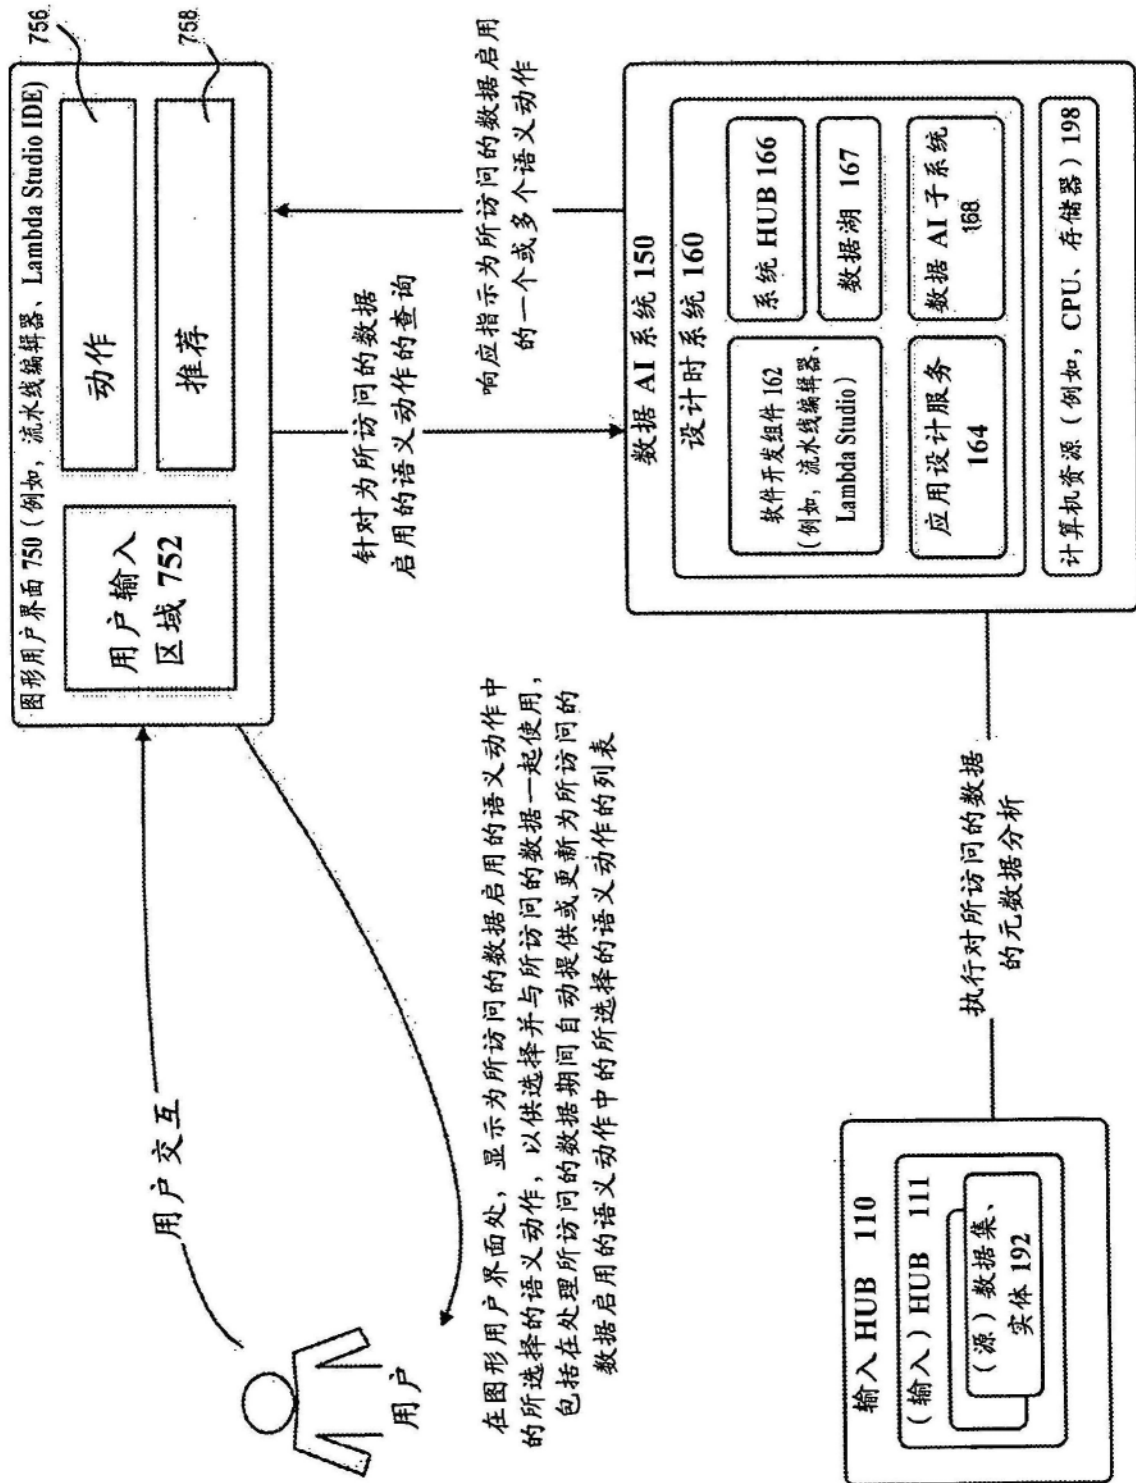 图形用户界面 750 (例如，流水线编辑器、Lambda Studio IDE)
用户输入
区域 752
动作
756
推荐
758
用户交互
用户
在图形用户界面处，显示为所访问的数据启用的语义动作中
的所选择的语义动作，以供选择并与所访问的数据一起使用，
包括在处理所访问的数据期间自动提供或更新为所访问的
数据启用的语义动作中的所选择的语义动作的列表
针对为所访问的数据
启用的语义动作的查询
响应指示为所访问的数据启用
的一个或多个语义动作
数据 AI 系统 150
设计时系统 160
软件开发组件 162
(例如，流水线编辑器、
Lambda Studio)
系统 HUB 166
数据湖 167
应用设计服务
164
数据 AI 子系统
168
计算机资源 (例如，CPU、存储器) 198
执行对所访问的数据
的元数据分析
输入 HUB 110
(输入) HUB 111
(源) 数据集、
实体 192